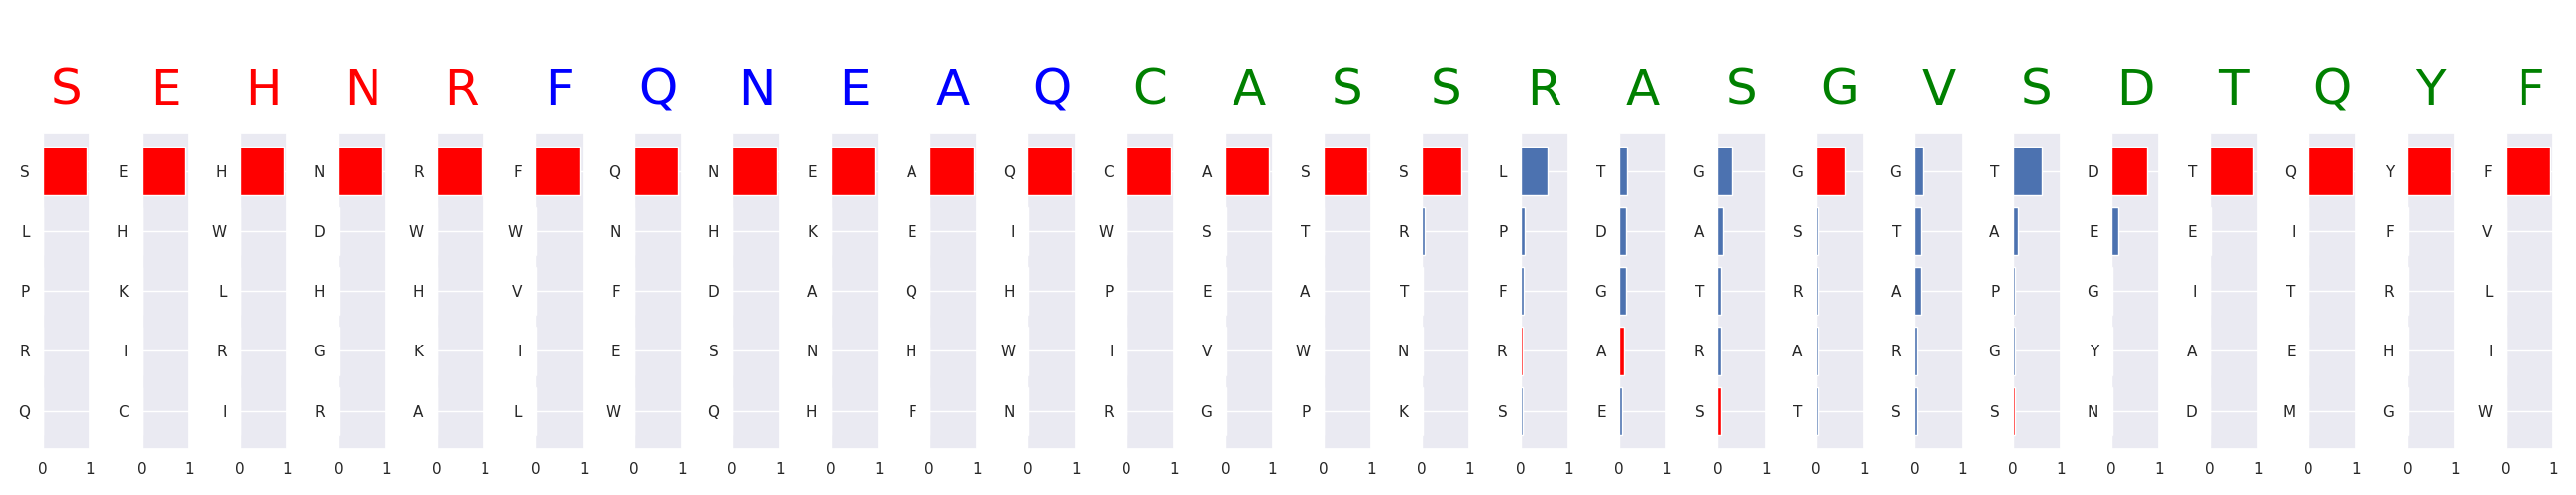 S E H N R F Q N E A Q C A S S R A S G V S D T Q Y F
S E H N R F Q N E A Q C A S S L T G G G T D T Q Y F
L H W D W W N H K E I W S T R P D A S T A E E I F V
P K L H H V F D A Q H P E A T F G T R A P G I T R L
R I R G K I E S N H W I V W N R A R A R G Y A E H I
Q C I R A L W Q H F N R G P K S E S T S S N D M G W
0 1 0 1 0 1 0 1 0 1 0 1 0 1 0 1 0 1 0 1 0 1 0 1 0 1 0 1 0 1 0 1 0 1 0 1 0 1 0 1 0 1 0 1 0 1 0 1 0 1 0 1